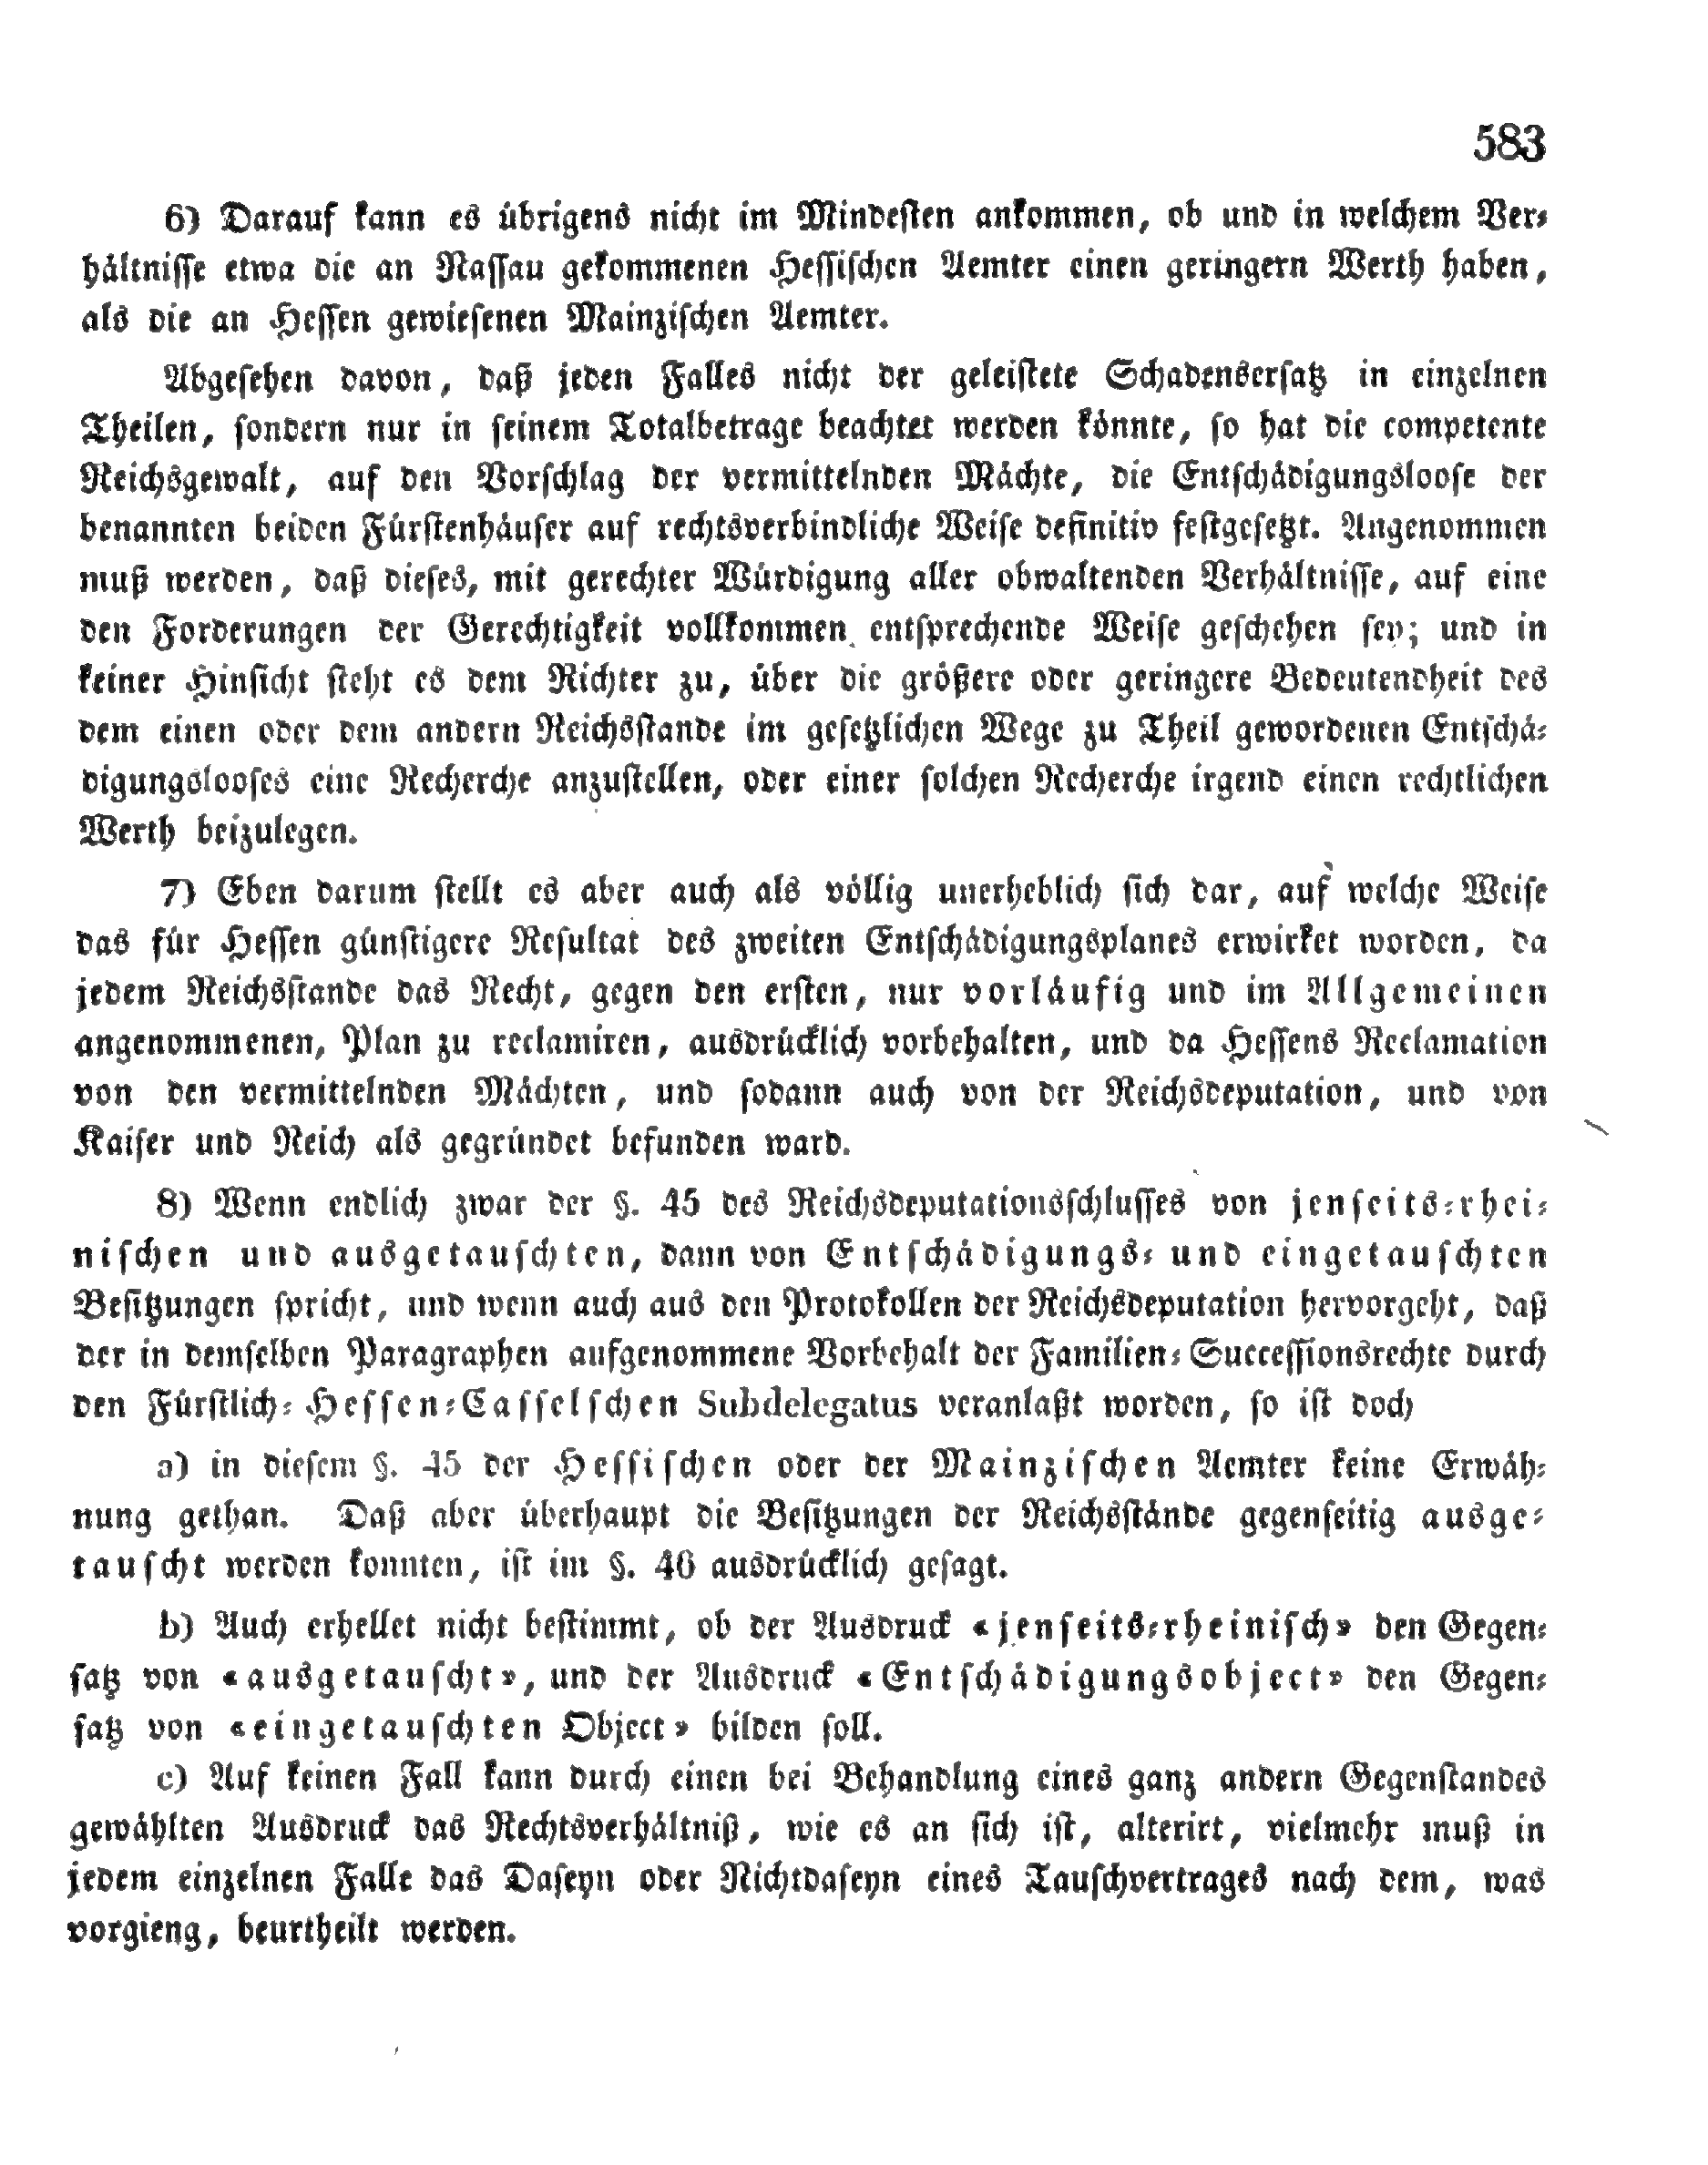 583
6) Darauf kann es übrigens nicht im Mindesten ankommen, ob und in welchem Ver-
hältnisse etwa die an Nassau gekommenen Hessischen Aemter einen geringern Werth haben,
als die an Hessen gewiesenen Mainzischen Aemter.
Abgesehen davon, daß jeden Falles nicht der geleistete Schadensersatz in einzelnen
Theilen, sondern nur in seinem Totalbetrage beachtet werden könnte, so hat die competente
Reichsgewalt, auf den Vorschlag der vermittelnden Mächte, die Entschädigungsloose der
benannten beiden Fürstenhäuser auf rechtsverbindliche Weise definitiv festgesetzt. Angenommen
muß werden, daß dieses, mit gerechter Würdigung aller obwaltenden Verhältnisse, auf eine
den Forderungen der Gerechtigkeit vollkommen entsprechende Weise geschehen sey; und in
keiner Hinsicht steht es dem Richter zu, über die größere oder geringere Bedeutendheit des
dem einen oder dem andern Reichsstande im gesetzlichen Wege zu Theil gewordenen Entschä-
digungslooses eine Recherche anzustellen, oder einer solchen Recherche irgend einen rechtlichen
Werth beizulegen.
7) Eben darum stellt es aber auch als völlig unerheblich sich dar, auf welche Weise
das für Hessen günstigere Resultat des zweiten Entschädigungsplanes erwirket worden, da
jedem Reichsstande das Recht, gegen den ersten, nur vorläufig und im Allgemeinen
angenommenen, Plan zu reclamiren, ausdrücklich vorbehalten, und da Hessens Reclamation
von den vermittelnden Mächten, und sodann auch von der Reichsdeputation, und von
Kaiser und Reich als gegründet befunden ward.
8) Wenn endlich zwar der §. 45 des Reichsdeputationsschlusses von jenseits-rhei-
nischen und ausgetauschten, dann von Entschädigungs- und eingetauschten
Besitzungen spricht, und wenn auch aus den Protokollen der Reichsdeputation hervorgeht, daß
der in demselben Paragraphen aufgenommene Vorbehalt der Familien-Successionsrechte durch
den Fürstlich-Hessen-Casselschen Subdelegatus veranlaßt worden, so ist doch
a) in diesem §. 45 der Hessischen oder der Mainzischen Aemter keine Erwäh-
nung gethan. Daß aber überhaupt die Besitzungen der Reichsstände gegenseitig ausge-
tauscht werden konnten, ist im §. 46 ausdrücklich gesagt.
b) Auch erhellet nicht bestimmt, ob der Ausdruck «jenseits-rheinisch» den Gegen-
satz von «ausgetauscht», und der Ausdruck «Entschädigungsobject» den Gegen-
satz von «eingetauschten Object» bilden soll.
c) Auf keinen Fall kann durch einen bei Behandlung eines ganz andern Gegenstandes
gewählten Ausdruck das Rechtsverhältniß, wie es an sich ist, alterirt, vielmehr muß in
jedem einzelnen Falle das Daseyn oder Nichtdaseyn eines Tauschvertrages nach dem, was
vorgieng, beurtheilt werden.